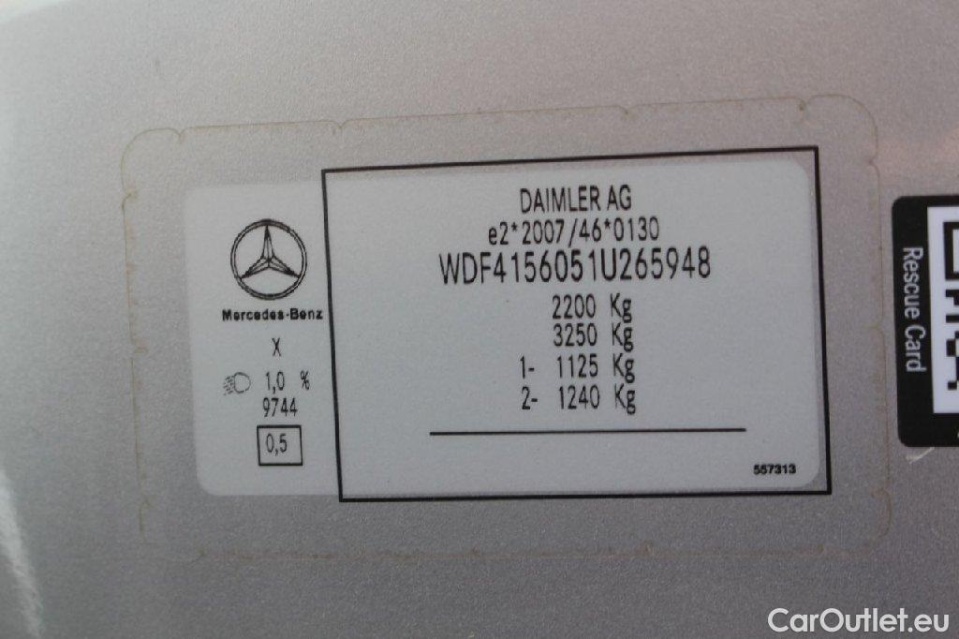 DAIMLER AG
e2*2007/46*0130
WDF4156051U265948
2200 Kg
3250 Kg
1- 1125 Kg
2- 1240 Kg
557313
Mercedes-Benz
X
1,0 %
9744
0,5
Rescue Card
CarOutlet.eu